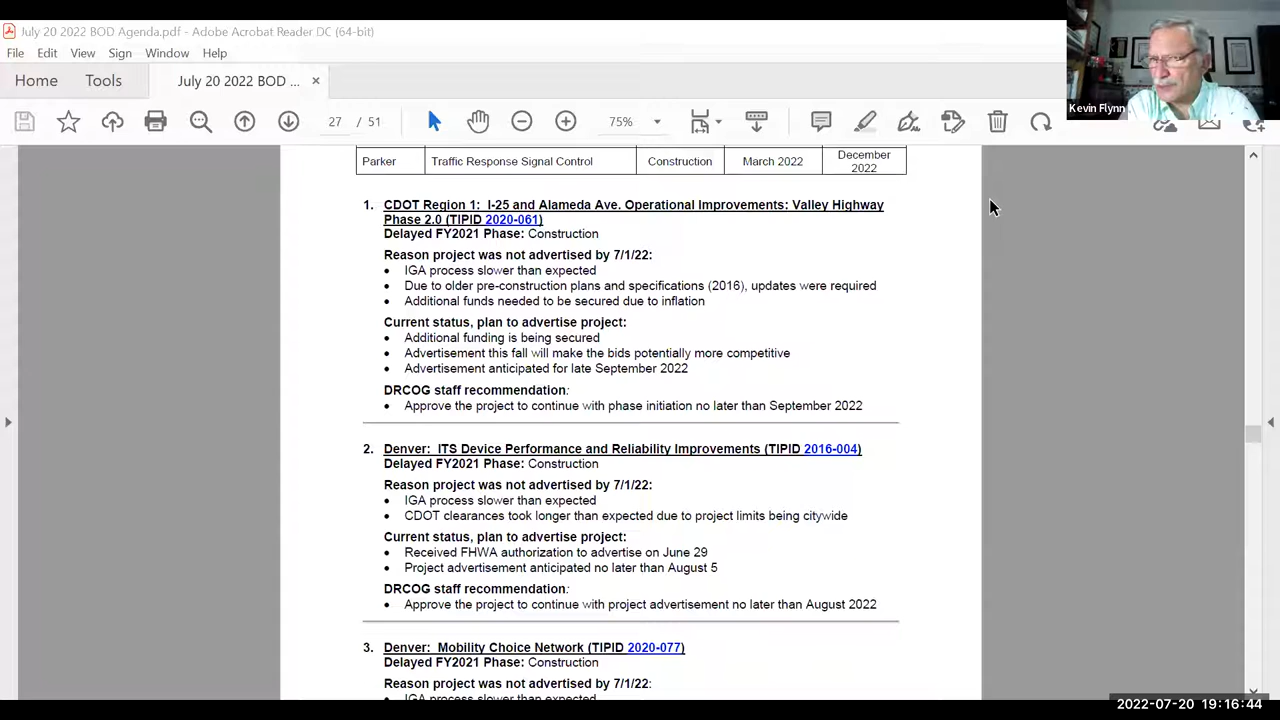 July 20 2022 BOD Agenda.pdf - Adobe Acrobat Reader DC (64-bit)
File Edit View Sign Window Help
Home Tools July 20 2022 BOD ... ×
27 / 51 75%
Kevin Flynn
Parker Traffic Response Signal Control Construction March 2022 December 2022
1. CDOT Region 1: I-25 and Alameda Ave. Operational Improvements: Valley Highway
Phase 2.0 (TIPID 2020-061)
Delayed FY2021 Phase: Construction
Reason project was not advertised by 7/1/22:
• IGA process slower than expected
• Due to older pre-construction plans and specifications (2016), updates were required
• Additional funds needed to be secured due to inflation
Current status, plan to advertise project:
• Additional funding is being secured
• Advertisement this fall will make the bids potentially more competitive
• Advertisement anticipated for late September 2022
DRCOG staff recommendation:
• Approve the project to continue with phase initiation no later than September 2022
2. Denver: ITS Device Performance and Reliability Improvements (TIPID 2016-004)
Delayed FY2021 Phase: Construction
Reason project was not advertised by 7/1/22:
• IGA process slower than expected
• CDOT clearances took longer than expected due to project limits being citywide
Current status, plan to advertise project:
• Received FHWA authorization to advertise on June 29
• Project advertisement anticipated no later than August 5
DRCOG staff recommendation:
• Approve the project to continue with project advertisement no later than August 2022
3. Denver: Mobility Choice Network (TIPID 2020-077)
Delayed FY2021 Phase: Construction
Reason project was not advertised by 7/1/22:
• IGA process slower than expected
2022-07-20 19:16:44